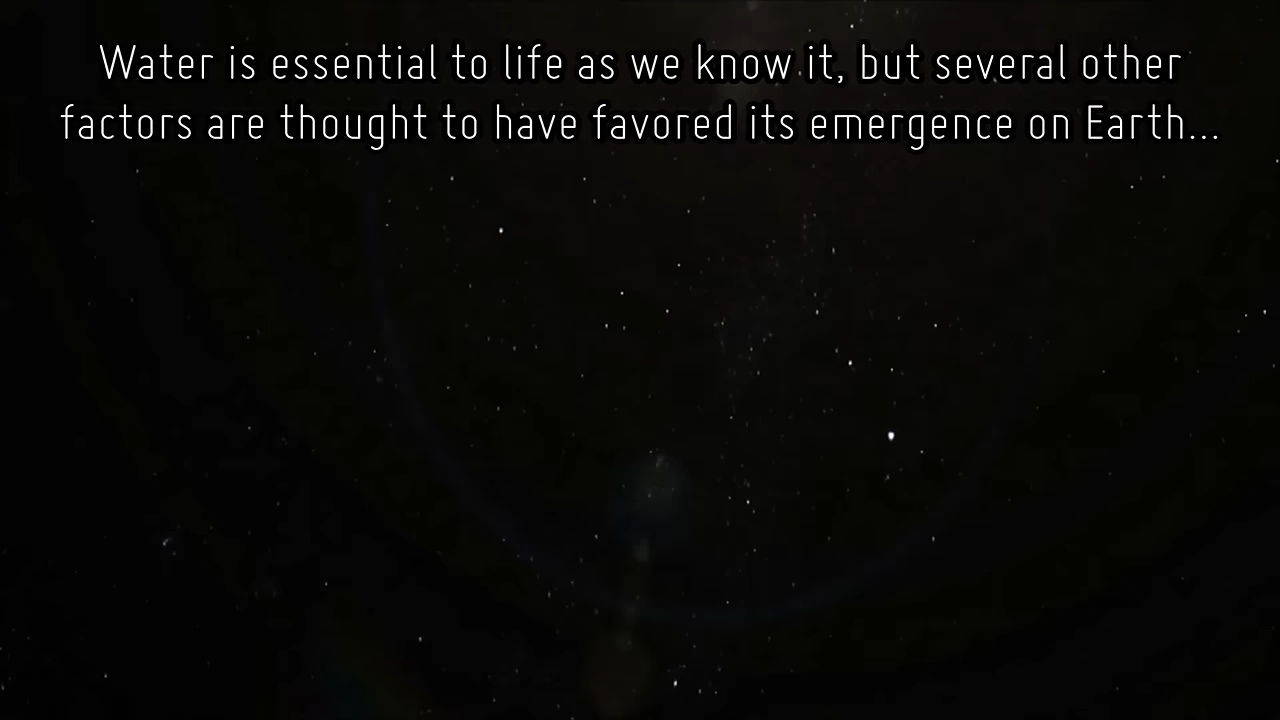 Water is essential to life as we know it, but several other
factors are thought to have favored its emergence on Earth...